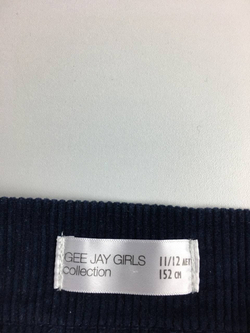 GEE JAY GIRLS
collection
11/12 ЛЕТ
152 СМ